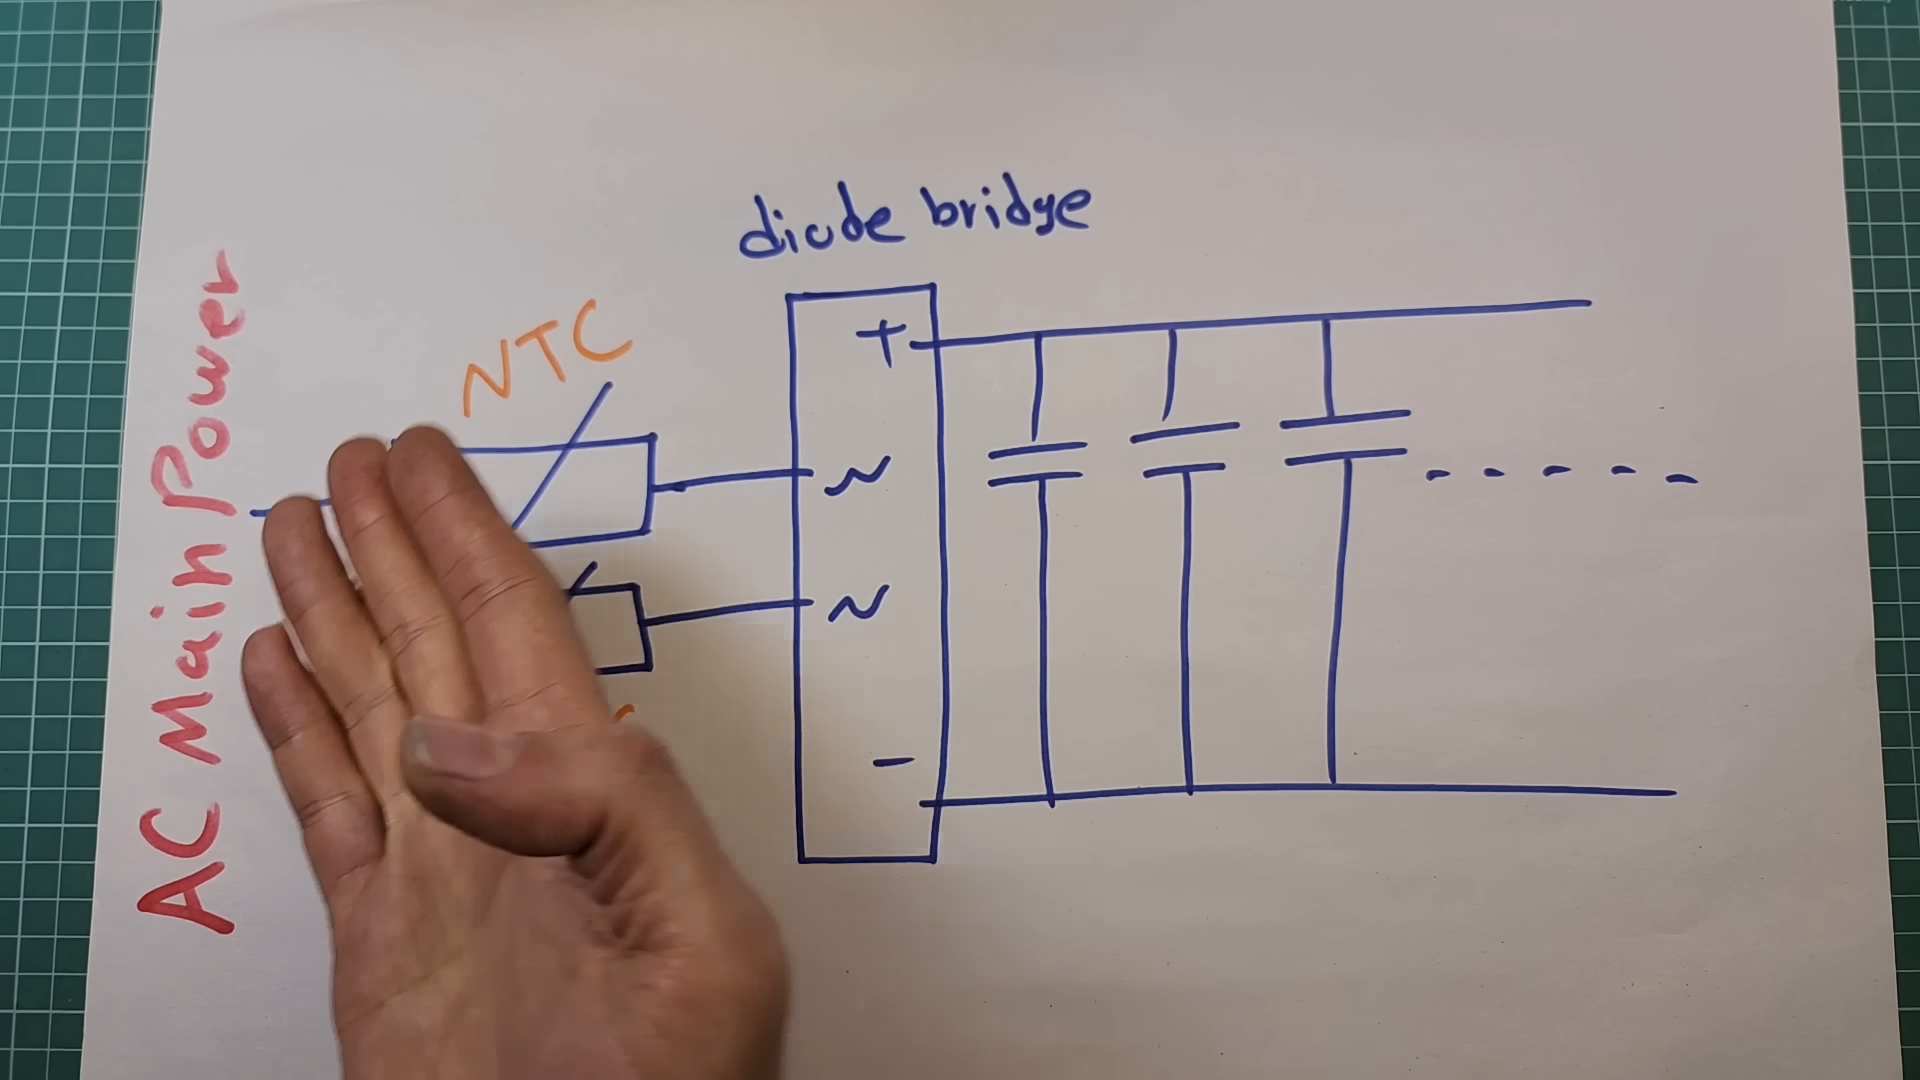 diode bridge
NTC
AC Main Power
+
~
~
-